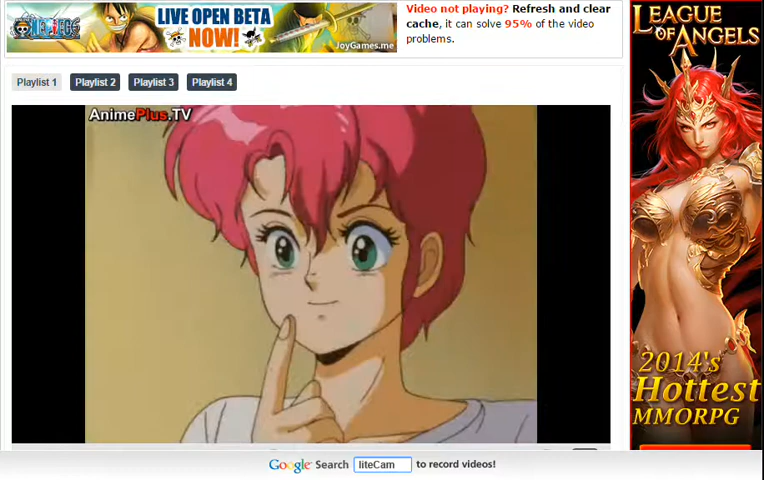 ONE PIECE
LIVE OPEN BETA
NOW!
JoyGames.me
Video not playing? Refresh and clear
cache, it can solve 95% of the video
problems.
LEAGUE
OF ANGELS
Playlist 1
Playlist 2
Playlist 3
Playlist 4
AnimePlus.TV
2014's
Hottest
MMORPG
Google Search liteCam to record videos!